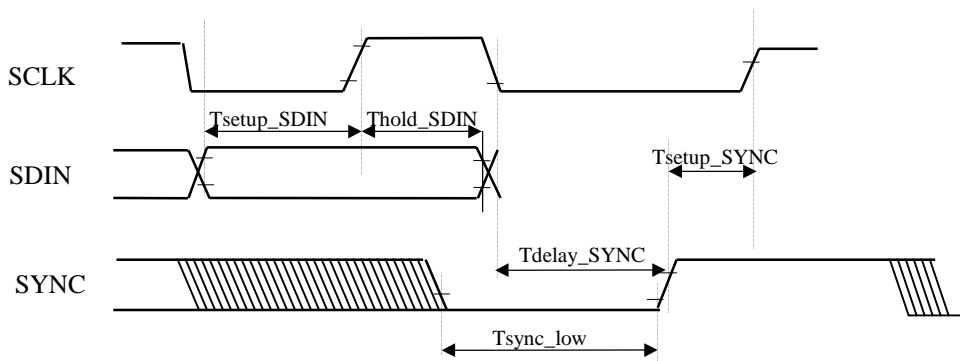 SCLK
Tsetup_SDIN
Thold_SDIN
Tsetup_SYNC
SDIN
Tdelay_SYNC
SYNC
Tsync_low